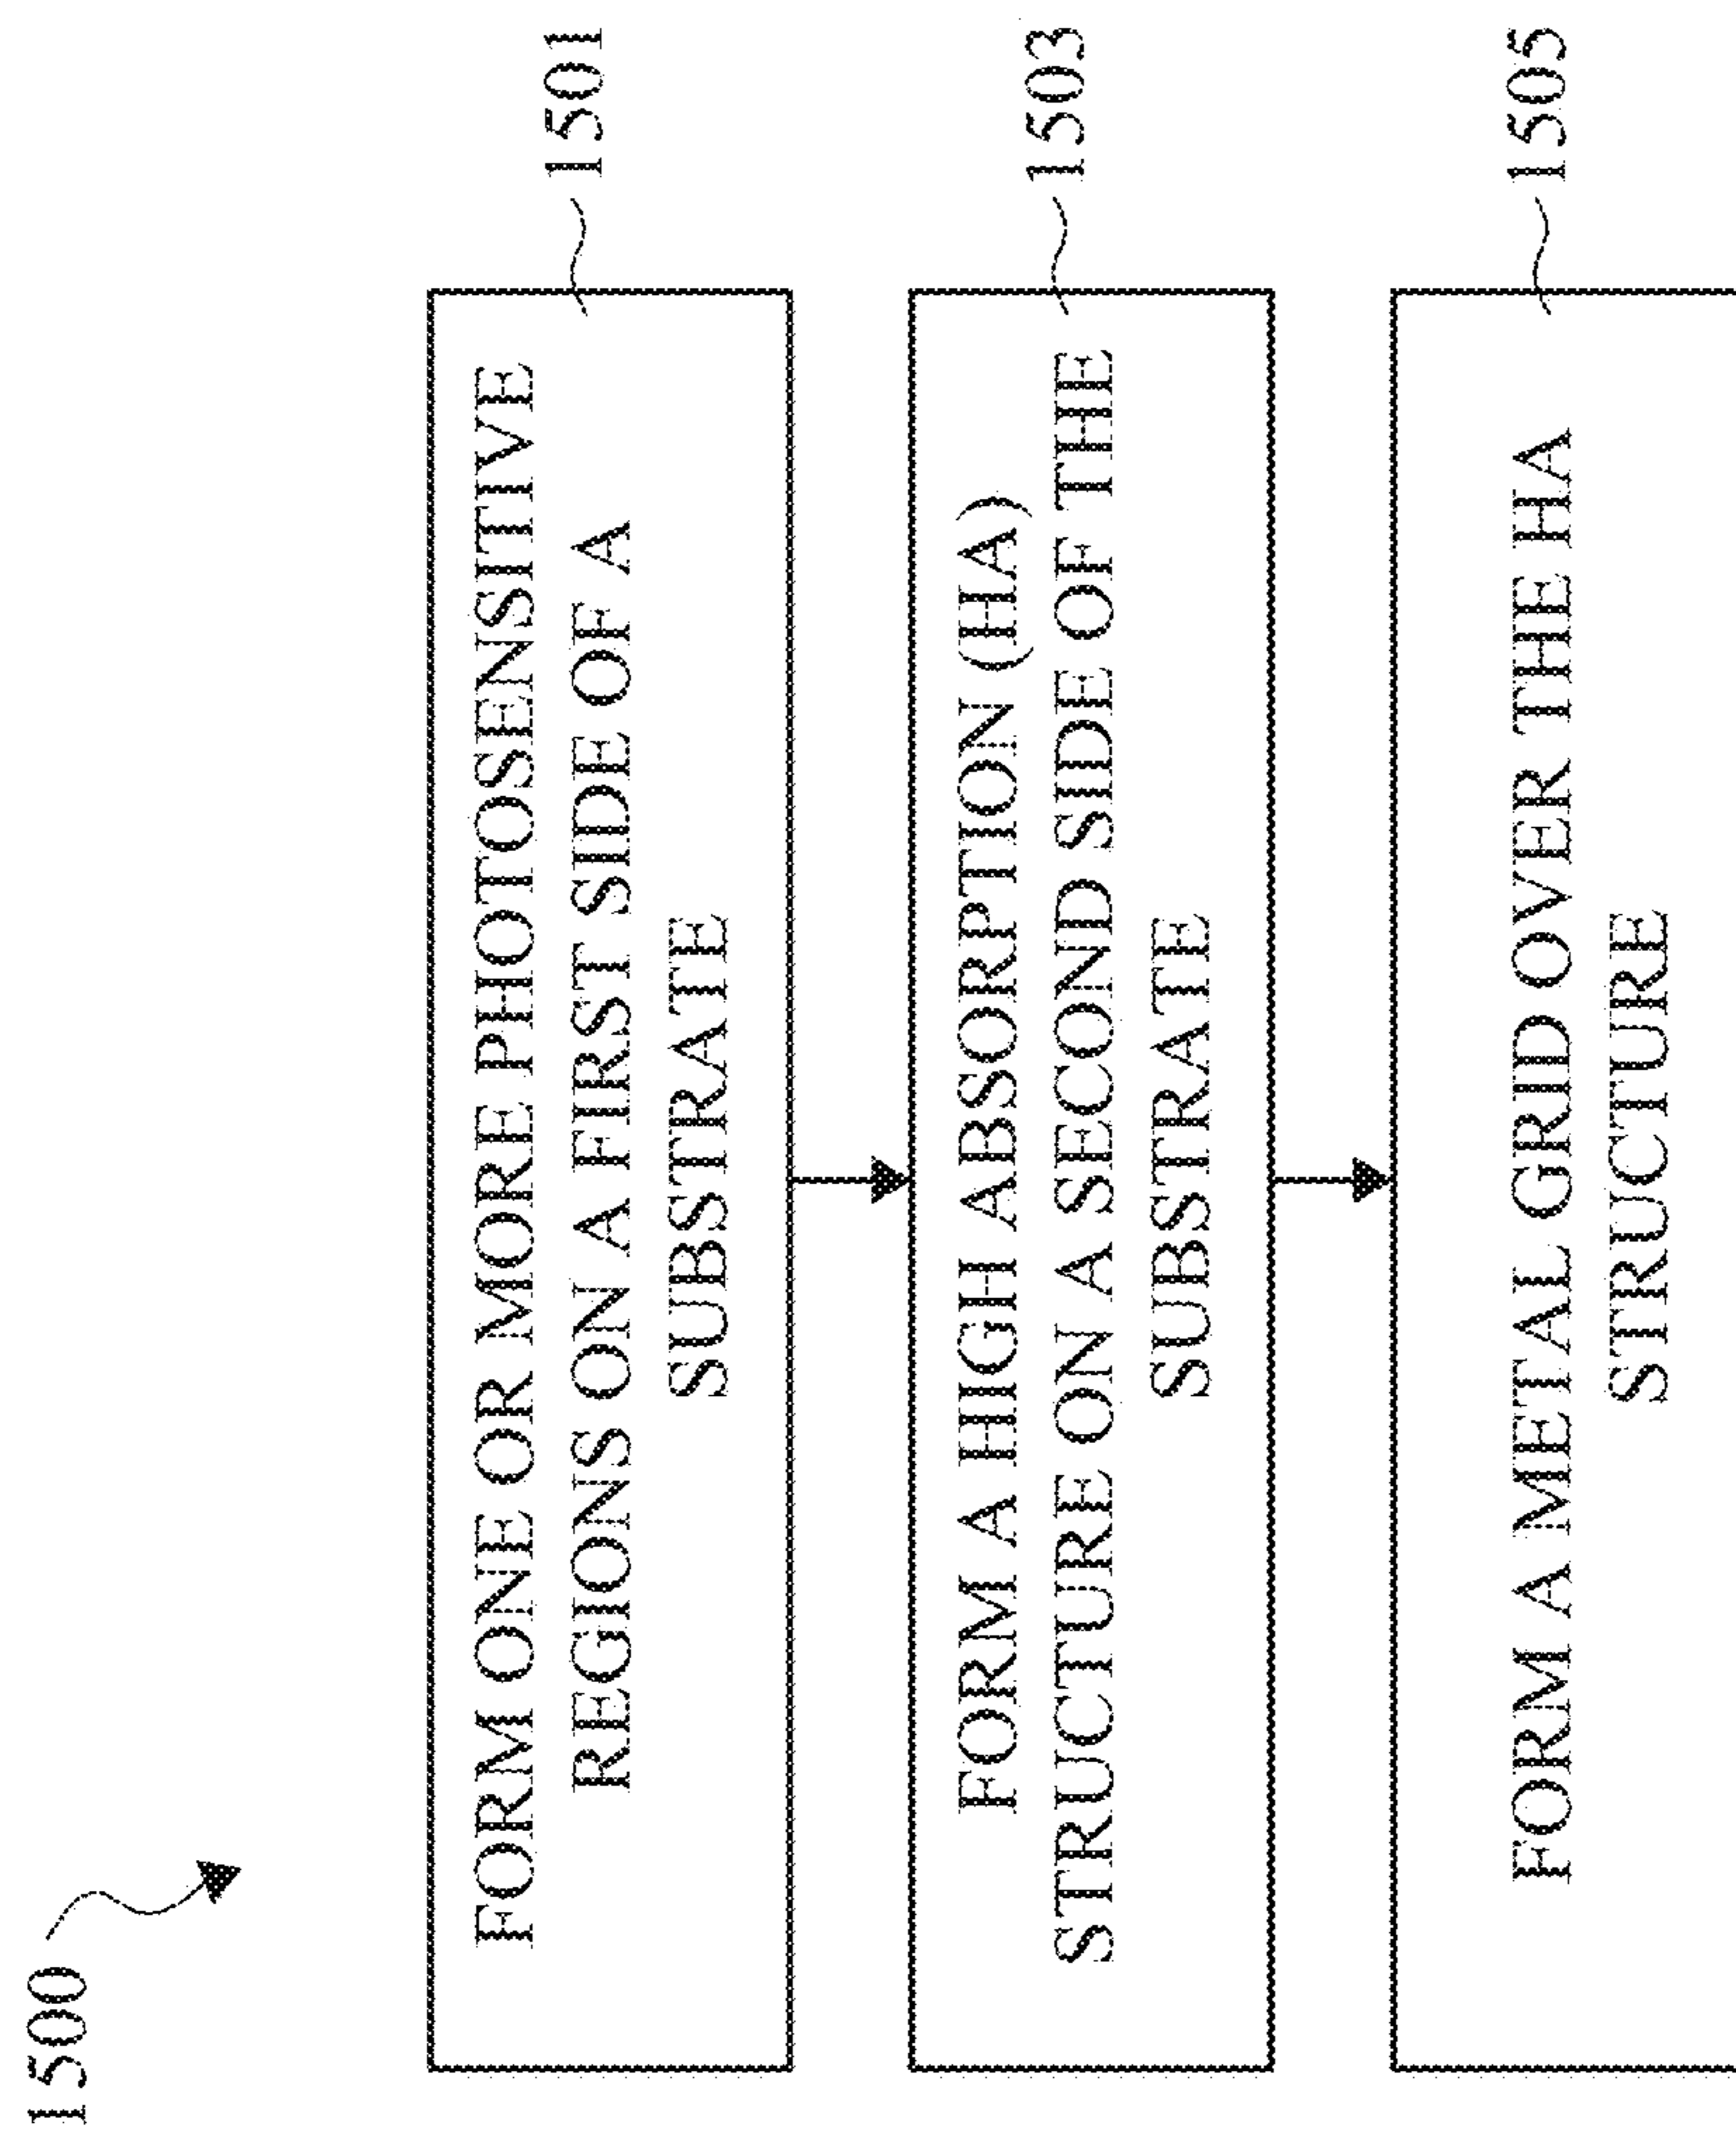 1500
FORM ONE OR MORE PHOTOSENSITIVE
REGIONS ON A FIRST SIDE OF A
SUBSTRATE
1501
FORM A HIGH ABSORPTION (HA)
STRUCTURE ON A SECOND SIDE OF THE
SUBSTRATE
1503
FORM A METAL GRID OVER THE HA
STRUCTURE
1505